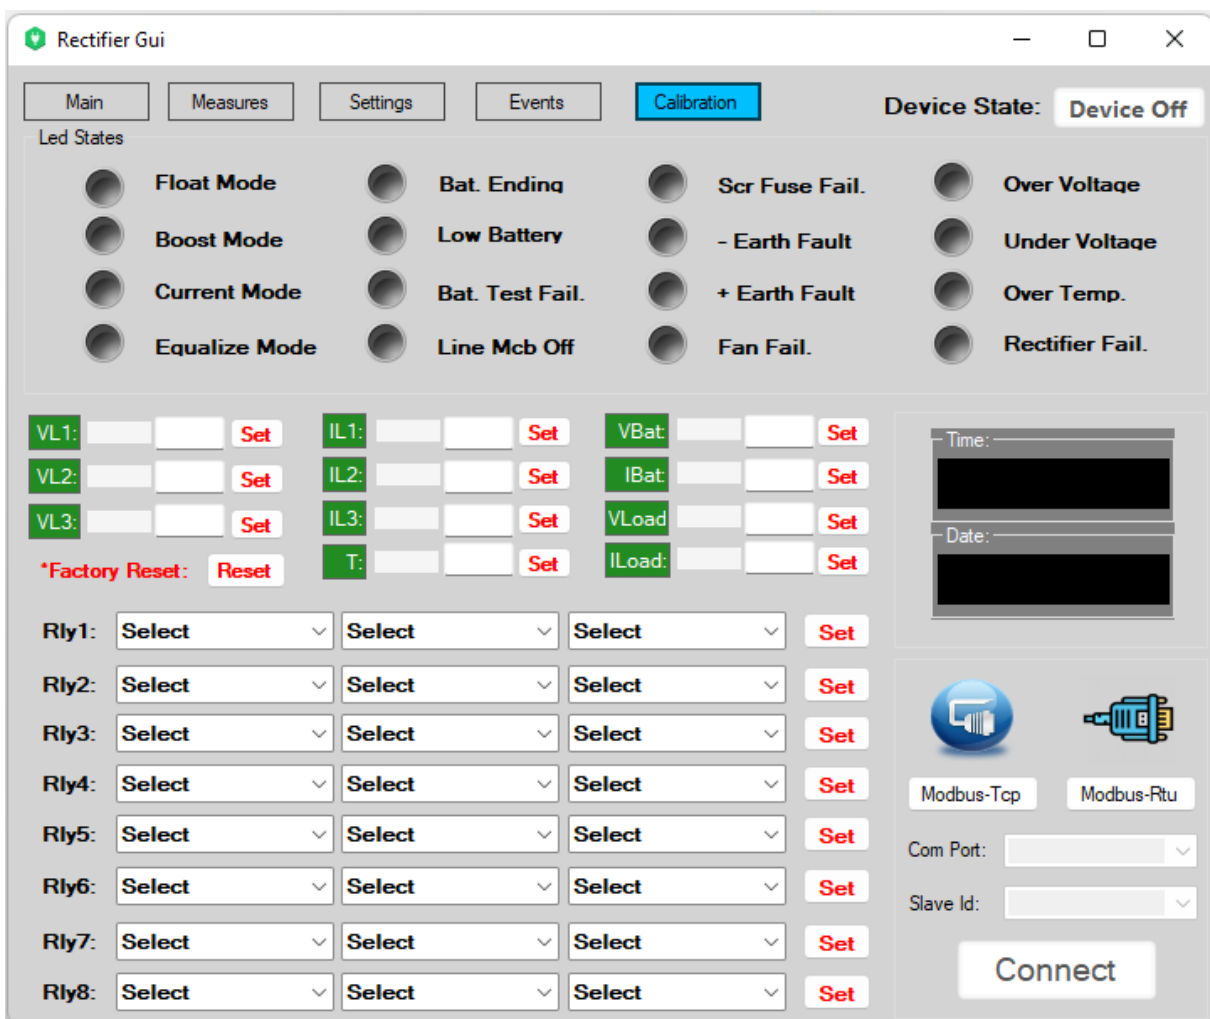 Rectifier Gui
Main Measures Settings Events Calibration Device State: Device Off
Led States
Float Mode Bat. Ending Scr Fuse Fail. Over Voltage
Boost Mode Low Battery - Earth Fault Under Voltage
Current Mode Bat. Test Fail. + Earth Fault Over Temp.
Equalize Mode Line Mcb Off Fan Fail. Rectifier Fail.
VL1: Set IL1: Set VBat: Set
VL2: Set IL2: Set IBat: Set
VL3: Set IL3: Set VLoad Set
*Factory Reset: Reset T: Set ILoad: Set
Time:
Date:
Rly1: Select Select Select Set
Rly2: Select Select Select Set
Rly3: Select Select Select Set
Rly4: Select Select Select Set
Rly5: Select Select Select Set
Rly6: Select Select Select Set
Rly7: Select Select Select Set
Rly8: Select Select Select Set
Modbus-Tcp Modbus-Rtu
Com Port:
Slave Id:
Connect